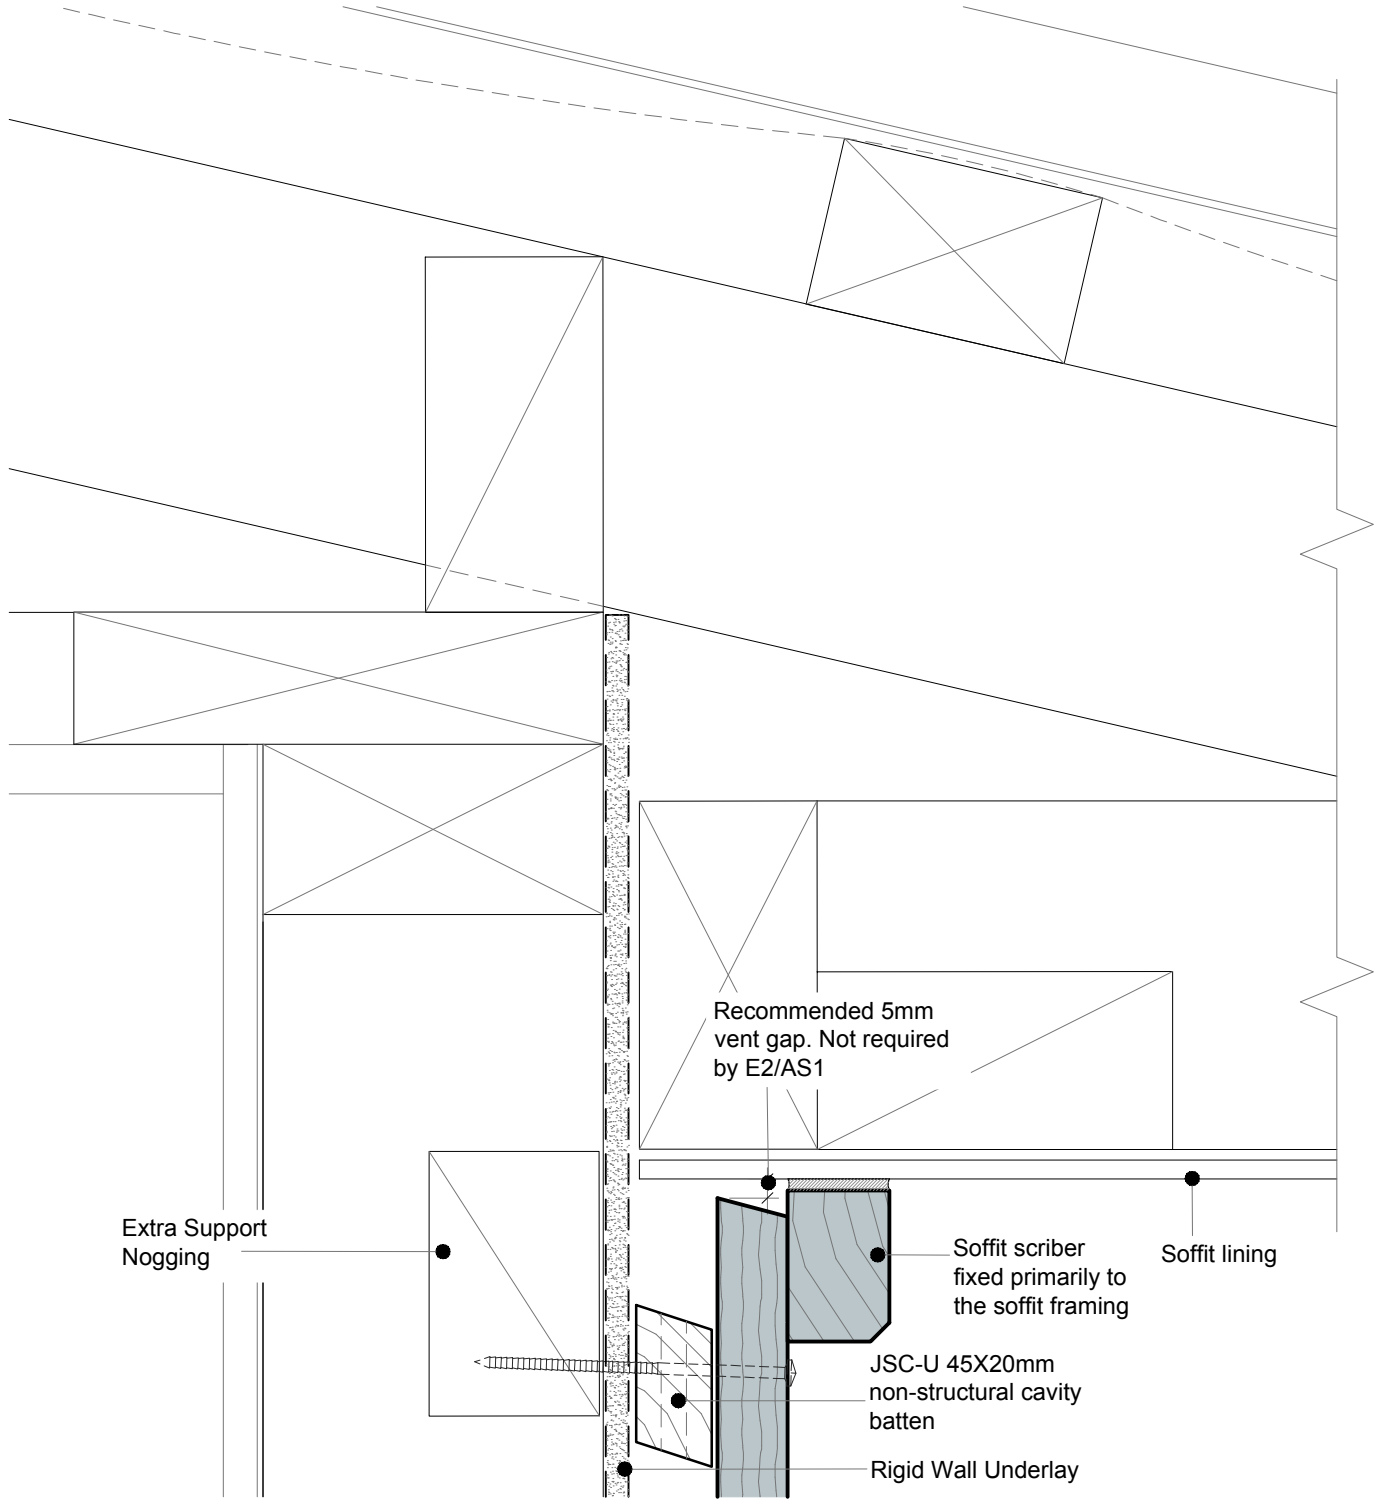 Recommended 5mm
vent gap. Not required
by E2/AS1
Extra Support
Nogging
Soffit scriber
fixed primarily to
the soffit framing
Soffit lining
JSC-U 45X20mm
non-structural cavity
batten
Rigid Wall Underlay